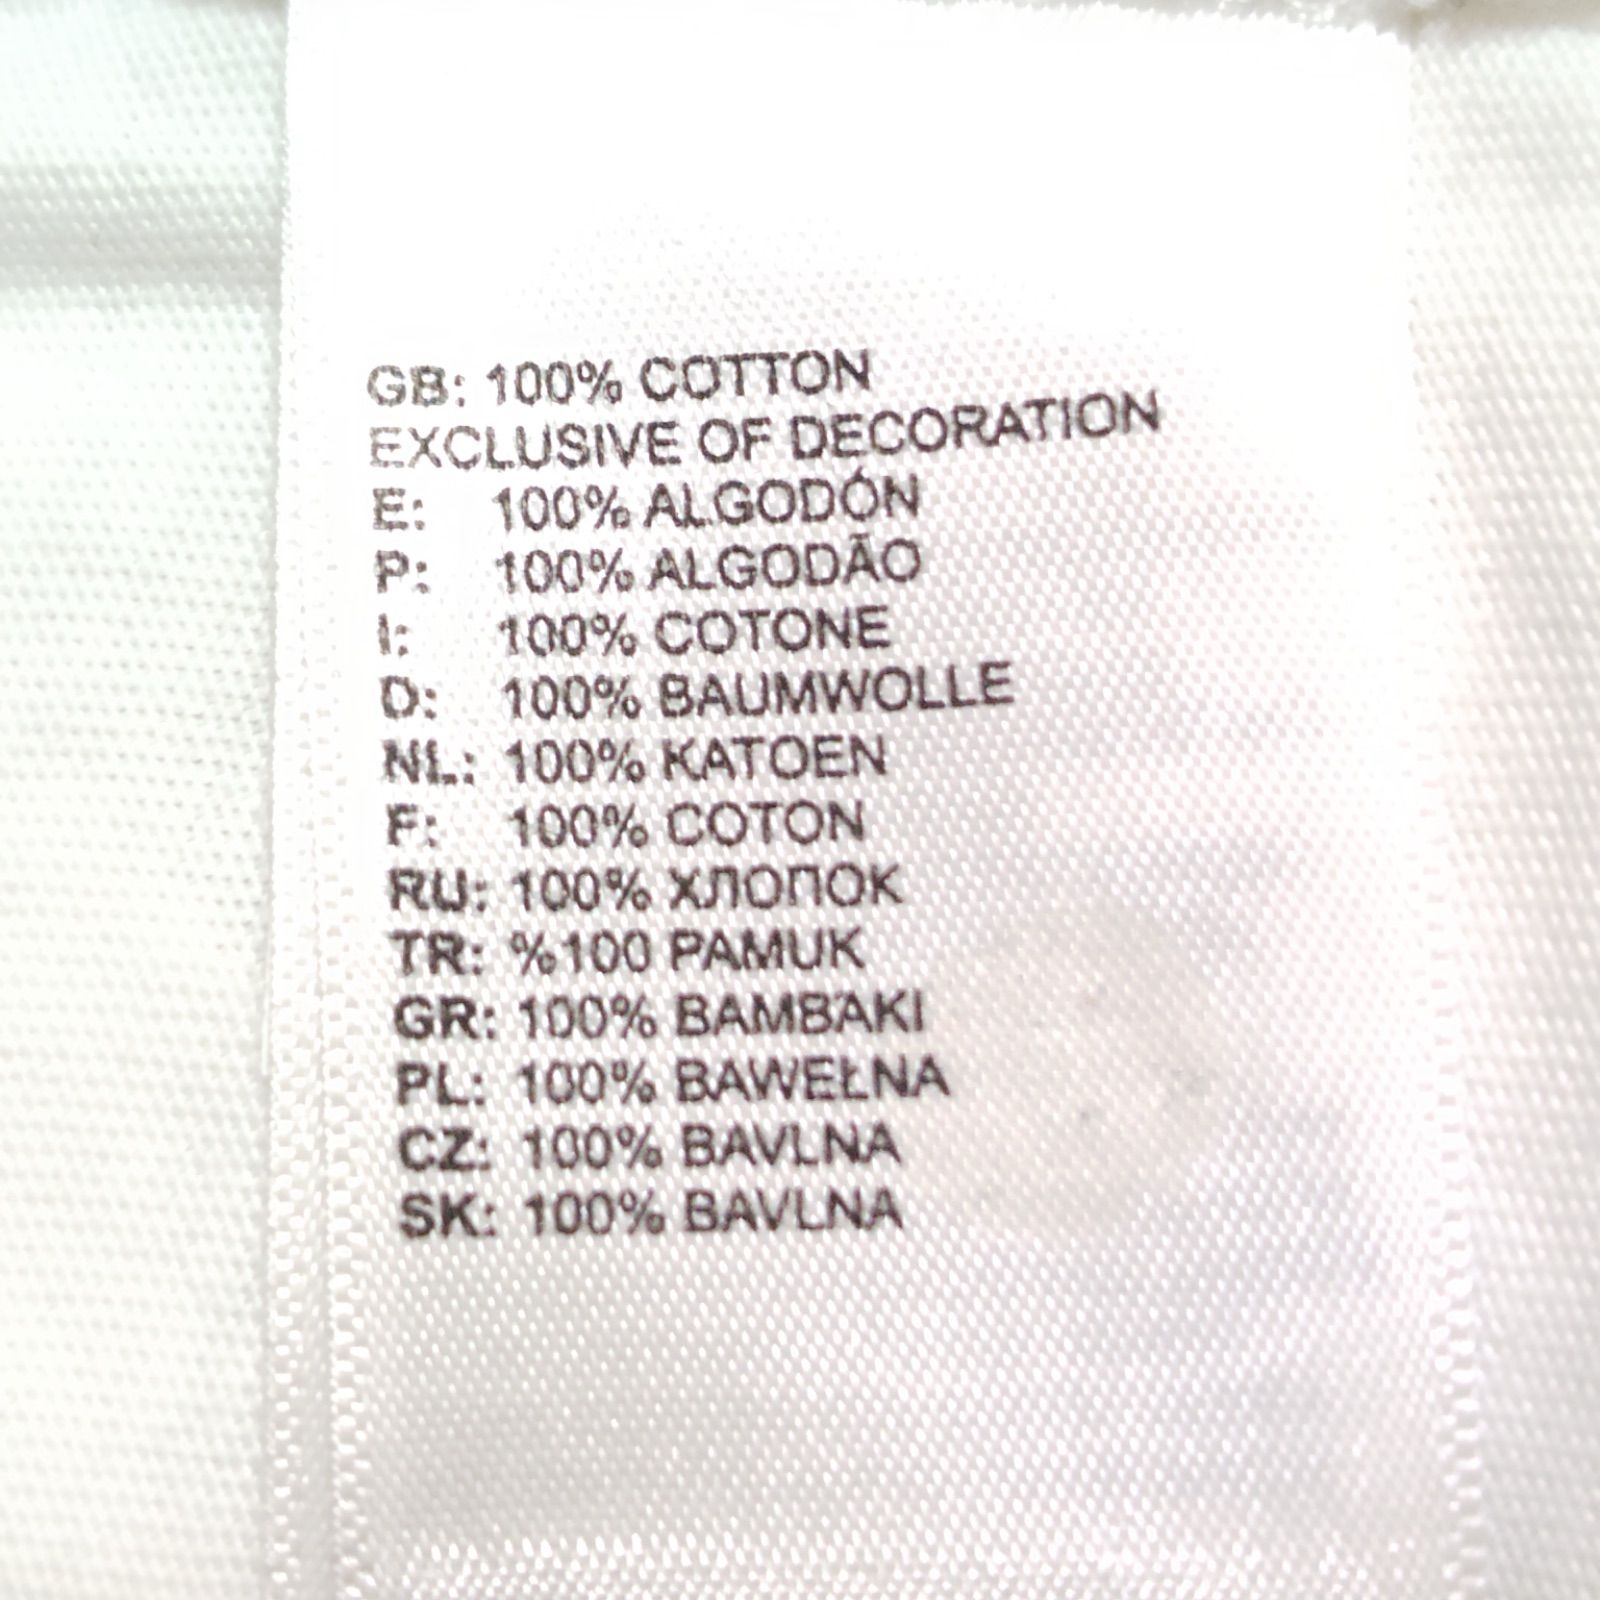 GB: 100% COTTON
EXCLUSIVE OF DECORATION
E: 100% ALGODÓN
P: 100% ALGODÃO
I: 100% COTONE
D: 100% BAUMWOLLE
NL: 100% KATOEN
F: 100% COTON
RU: 100% ХЛОПОК
TR: %100 PAMUK
GR: 100% ΒΑΜΒΆΚΙ
PL: 100% BAWEŁNA
CZ: 100% BAVLNA
SK: 100% BAVLNA